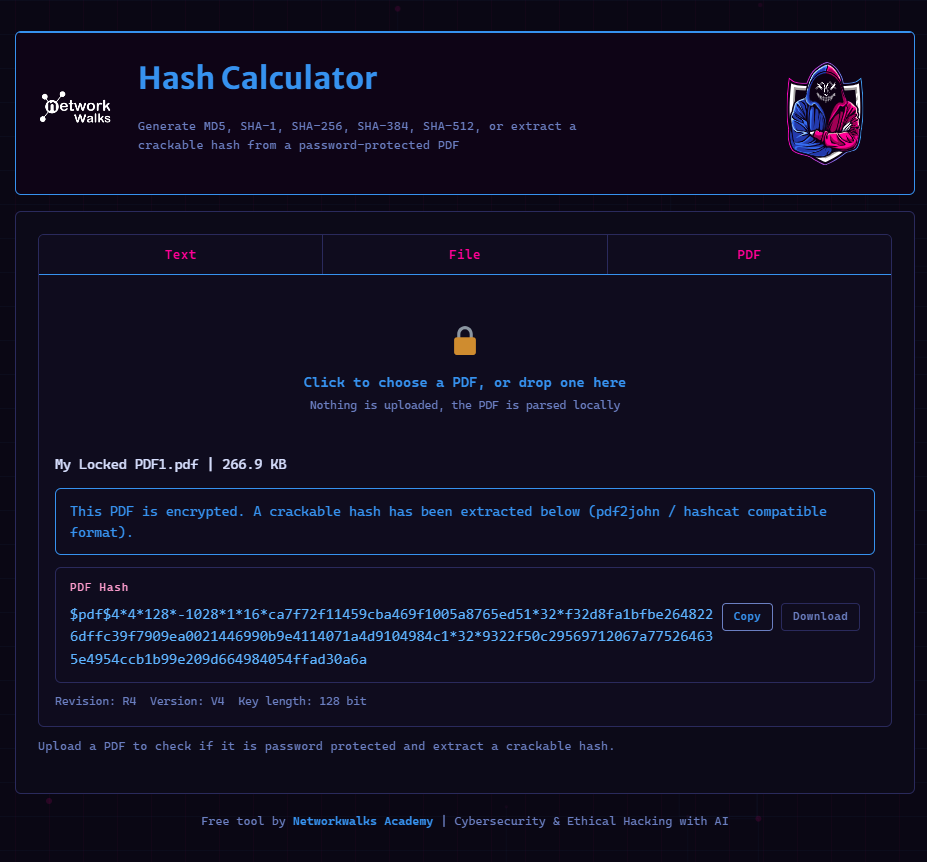 network
Walks
Hash Calculator
Generate MD5, SHA-1, SHA-256, SHA-384, SHA-512, or extract a
crackable hash from a password-protected PDF
Text
File
PDF
Click to choose a PDF, or drop one here
Nothing is uploaded, the PDF is parsed locally
My Locked PDF1.pdf | 266.9 KB
This PDF is encrypted. A crackable hash has been extracted below (pdf2john / hashcat compatible
format).
PDF Hash
$pdf$4*4*128*-1028*1*16*ca7f72f11459cba469f1005a8765ed51*32*f32d8fa1bfbe264822
6dffc39f7909ea0021446990b9e4114071a4d9104984c1*32*9322f50c29569712067a77526463
5e4954ccb1b99e209d664984054ffad30a6a
Copy
Download
Revision: R4 Version: V4 Key length: 128 bit
Upload a PDF to check if it is password protected and extract a crackable hash.
Free tool by Networkwalks Academy | Cybersecurity & Ethical Hacking with AI